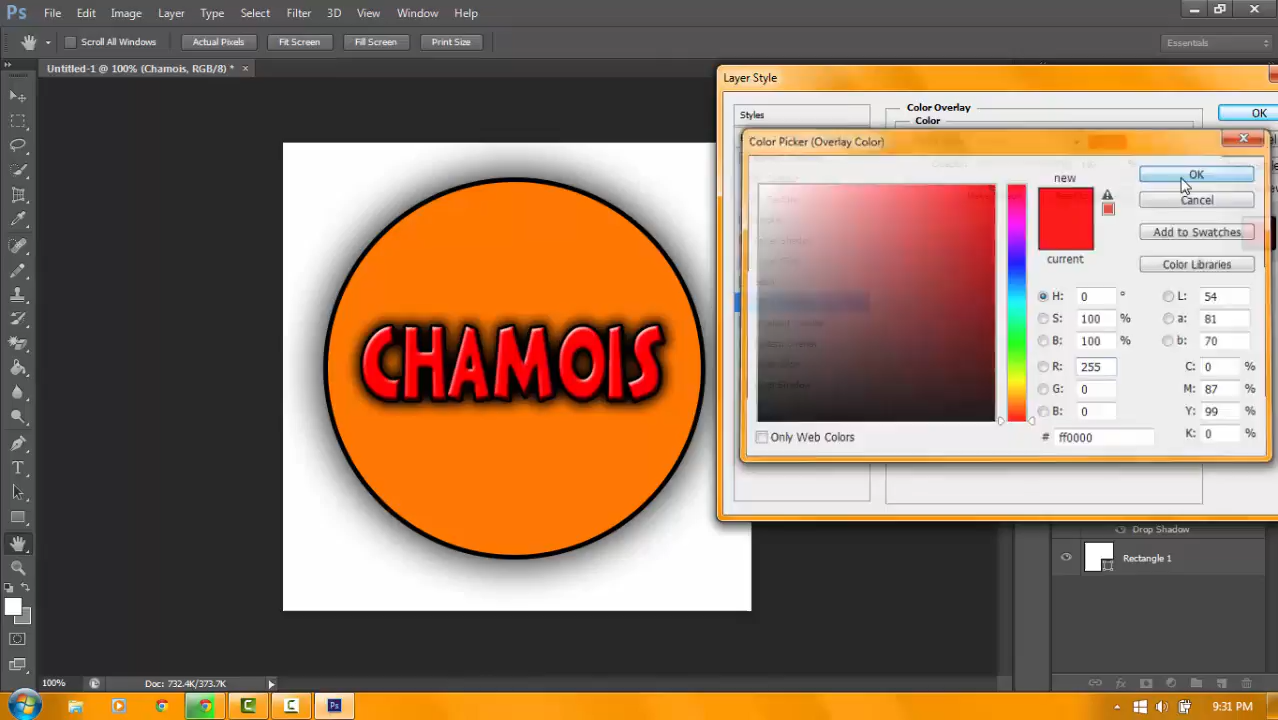 Ps File Edit Image Layer Type Select Filter 3D View Window Help
Scroll All Windows Actual Pixels Fit Screen Fill Screen Print Size Essentials
Untitled-1 @ 100% (Chamois, RGB/8) * ×
Layer Style
Styles
Color Overlay
Color
OK
Color Picker (Overlay Color)
new
current
OK
Cancel
Add to Swatches
Color Libraries
H: 0 °
S: 100 %
B: 100 %
R: 255
G: 0
B: 0
L: 54
a: 81
b: 70
C: 0 %
M: 87 %
Y: 99 %
K: 0 %
# ff0000
Only Web Colors
CHAMOIS
Drop Shadow
Rectangle 1
100% Doc: 732.4K/373.7K
9:31 PM